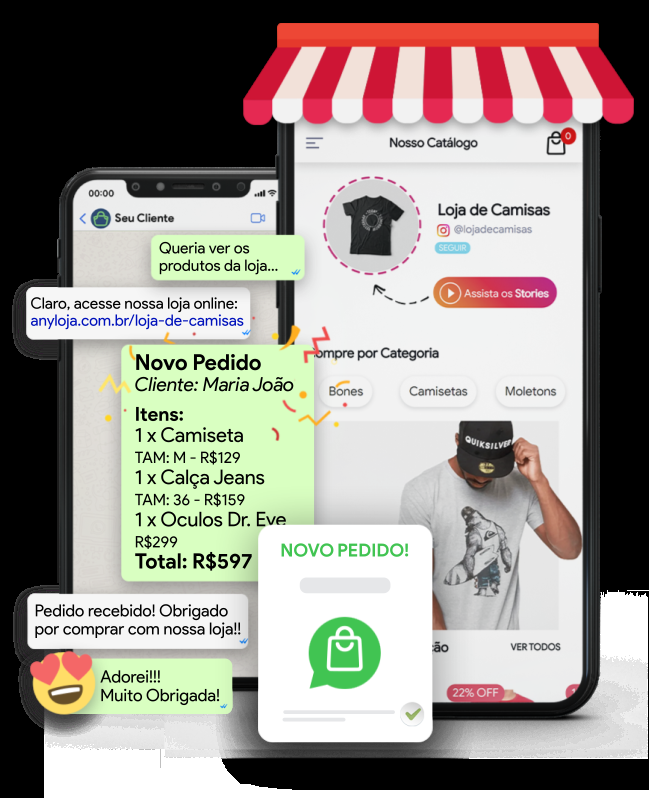 Nosso Catálogo
0
Loja de Camisas
@lojadecamisas
SEGUIR
Assista os Stories
ompre por Categoria
Bones
Camisetas
Moletons
QUIKSILVER
ção
VER TODOS
22% OFF
00:00
Seu Cliente
Queria ver os
produtos da loja...
Claro, acesse nossa loja online:
anyloja.com.br/loja-de-camisas
Novo Pedido
Cliente: Maria João
Itens:
1 x Camiseta
TAM: M - R$129
1 x Calça Jeans
TAM: 36 - R$159
1 x Oculos Dr. Eve
R$299
Total: R$597
NOVO PEDIDO!
Pedido recebido! Obrigado
por comprar com nossa loja!!
Adorei!!!
Muito Obrigada!